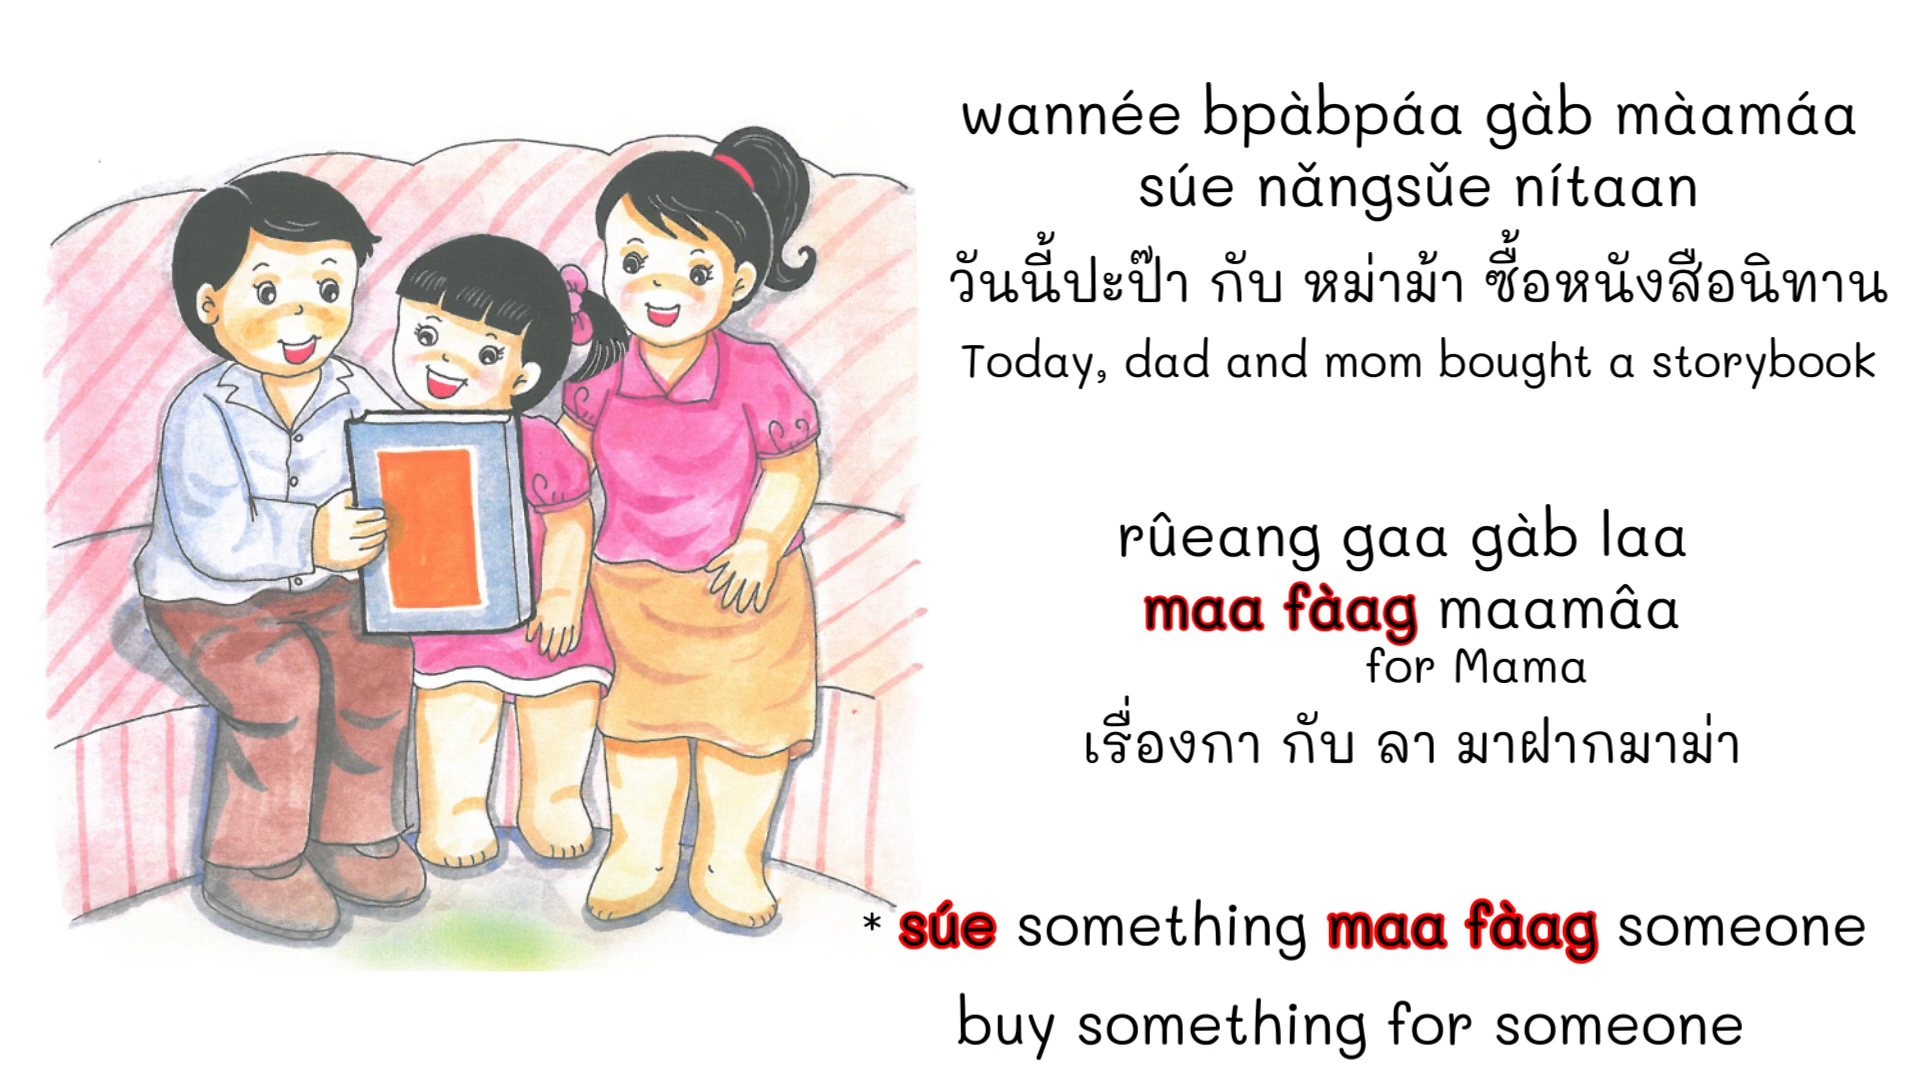 wannée bpàbpáa gàb màamáa
súe nǎngsǔe nítaan
วันนี้ปะป๊า กับ หม่าม้า ซื้อหนังสือนิทาน
Today, dad and mom bought a storybook
rûeang gaa gàb laa
maa fàag maamâa
for Mama
เรื่องกา กับ ลา มาฝากมาม่า
* súe something maa fàag someone
buy something for someone